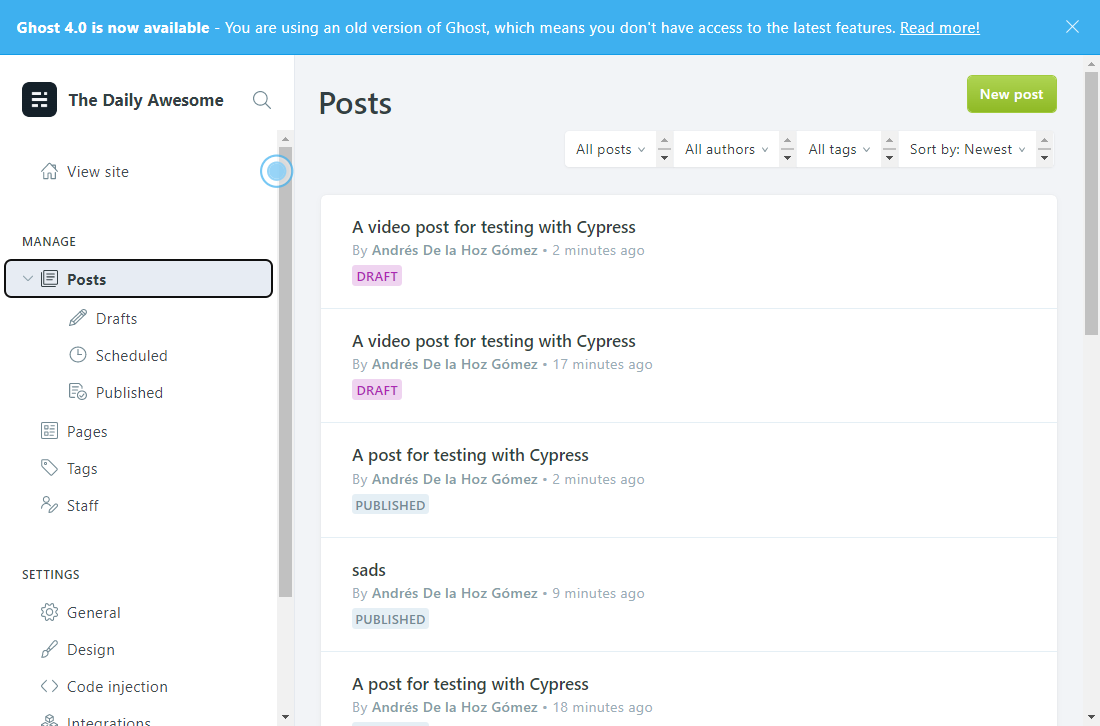 Ghost 4.0 is now available - You are using an old version of Ghost, which means you don't have access to the latest features. Read more!
The Daily Awesome
View site
MANAGE
Posts
Drafts
Scheduled
Published
Pages
Tags
Staff
SETTINGS
General
Design
Code injection
Integrations
Posts
New post
All posts
All authors
All tags
Sort by: Newest
A video post for testing with Cypress
By Andrés De la Hoz Gómez • 2 minutes ago
DRAFT
A video post for testing with Cypress
By Andrés De la Hoz Gómez • 17 minutes ago
DRAFT
A post for testing with Cypress
By Andrés De la Hoz Gómez • 2 minutes ago
PUBLISHED
sads
By Andrés De la Hoz Gómez • 9 minutes ago
PUBLISHED
A post for testing with Cypress
By Andrés De la Hoz Gómez • 18 minutes ago